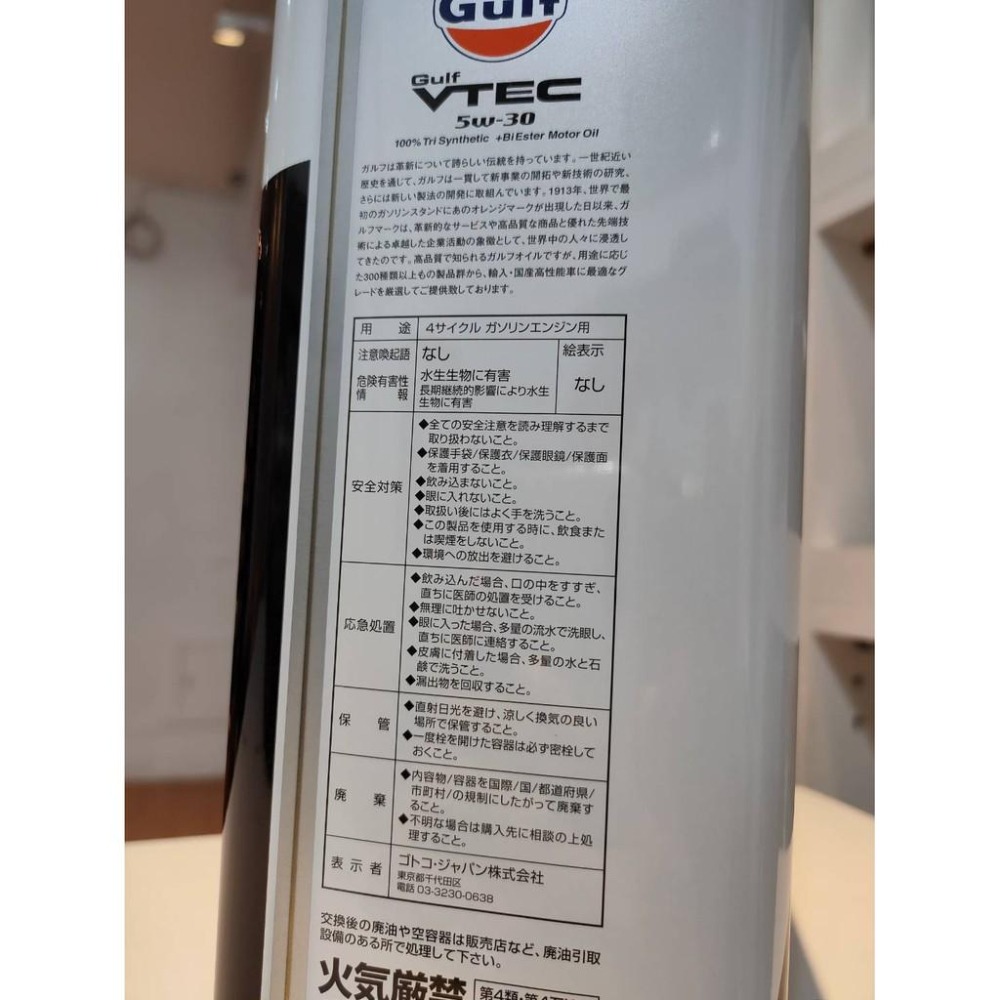 Gulf
Gulf
VTEC
5w-30
100% Tri Synthetic +BiEster Motor Oil
ガルフは革新について誇らしい伝統を持っています。一世紀近い
歴史を通じて、ガルフは一貫して新事業の開拓や新技術の研究、
さらには新しい製法の開発に取組んでいます。1913年、世界で最
初のガソリンスタンドにあのオレンジマークが出現した日以来、ガ
ルフマークは、革新的なサービスや高品質な商品と優れた先端技
術による卓越した企業活動の象徴として、世界中の人々に浸透し
てきたのです。高品質で知られるガルフオイルですが、用途に応じ
た300種類以上もの製品群から、輸入・国産高性能車に最適なグ
レードを厳選してご提供致しております。
用途 4サイクル ガソリンエンジン用
注意喚起語 なし 絵表示
危険有害性 水生生物に有害 なし
情報 長期継続的影響により水生
生物に有害
◆全ての安全注意を読み理解するまで
取り扱わないこと。
◆保護手袋/保護衣/保護眼鏡/保護面
を着用すること。
安全対策 ◆飲み込まないこと。
◆眼に入れないこと。
◆取扱い後にはよく手を洗うこと。
◆この製品を使用する時に、飲食また
は喫煙をしないこと。
◆環境への放出を避けること。
◆飲み込んだ場合、口の中をすすぎ、
直ちに医師の処置を受けること。
◆無理に吐かせないこと。
応急処置 ◆眼に入った場合、多量の流水で洗眼し、
直ちに医師に連絡すること。
◆皮膚に付着した場合、多量の水と石
鹸で洗うこと。
◆漏出物を回収すること。
保管 ◆直射日光を避け、涼しく換気の良い
場所で保管すること。
◆一度栓を開けた容器は必ず密栓して
おくこと。
廃棄 ◆内容物/容器を国際/国/都道府県/
市町村/の規制にしたがって廃棄す
ること。
◆不明な場合は購入先に相談の上処
理すること。
表示者 ゴトコ・ジャパン株式会社
東京都千代田区
電話 03-3230-0638
交換後の廃油や空容器は販売店など、廃油引取
設備のある所で処理して下さい。
火気厳禁 第4類・第4石